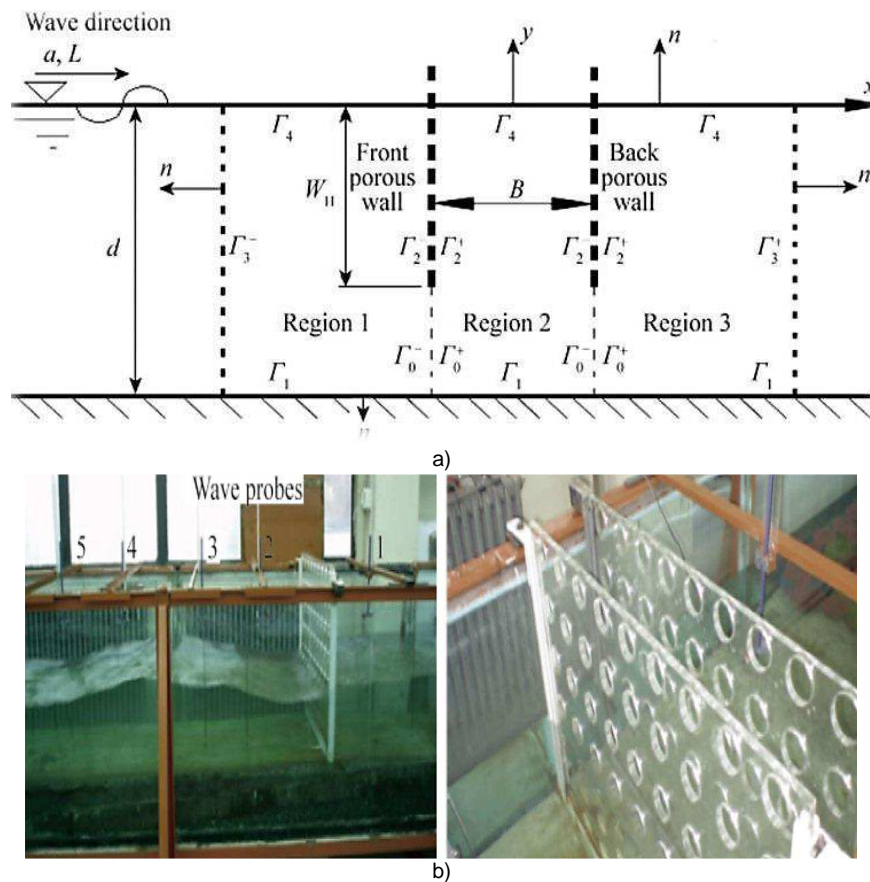 Wave direction
a, L
y
n
x
Γ₄ Γ₄ Γ₄
n
W_H
Front porous wall
B
Back porous wall
n
d
Γ₃⁻ Γ₂⁻ Γ₂⁺ Γ₂⁻ Γ₂⁺ Γ₃⁺
Region 1 Region 2 Region 3
Γ₀⁻ Γ₀⁺ Γ₀⁻ Γ₀⁺
Γ₁ Γ₁ Γ₁
a)
Wave probes
5 4 3 2 1
b)